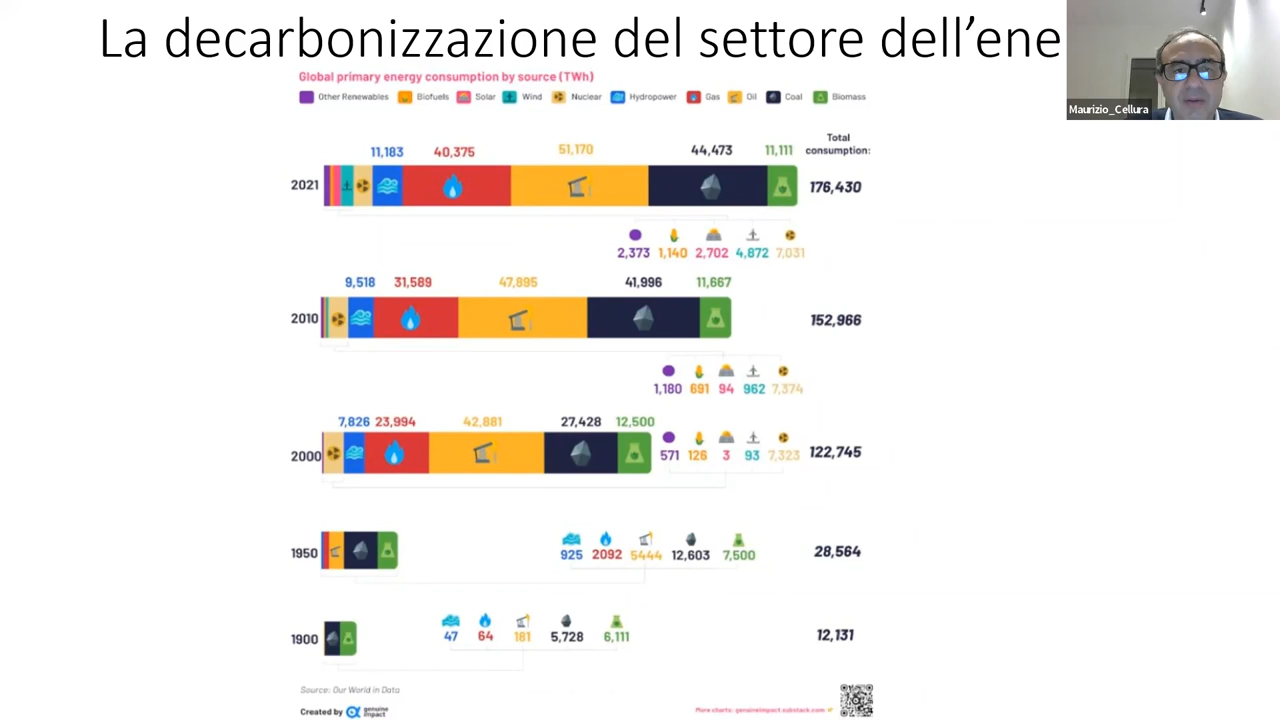 La decarbonizzazione del settore dell'ene
Maurizio_Cellura
Global primary energy consumption by source (TWh)
Other Renewables Biofuels Solar Wind Nuclear Hydropower Gas Oil Coal Biomass
Total
consumption:
11,183 40,375 51,170 44,473 11,111
2021 176,430
2,373 1,140 2,702 4,872 7,031
9,518 31,589 47,895 41,996 11,667
2010 152,966
1,180 691 94 962 7,374
7,826 23,994 42,881 27,428 12,500
2000 571 126 3 93 7,323 122,745
1950 925 2092 5444 12,603 7,500 28,564
1900 47 64 181 5,728 6,111 12,131
Source: Our World in Data
Created by genuine impact
More charts: genuineimpact.substack.com